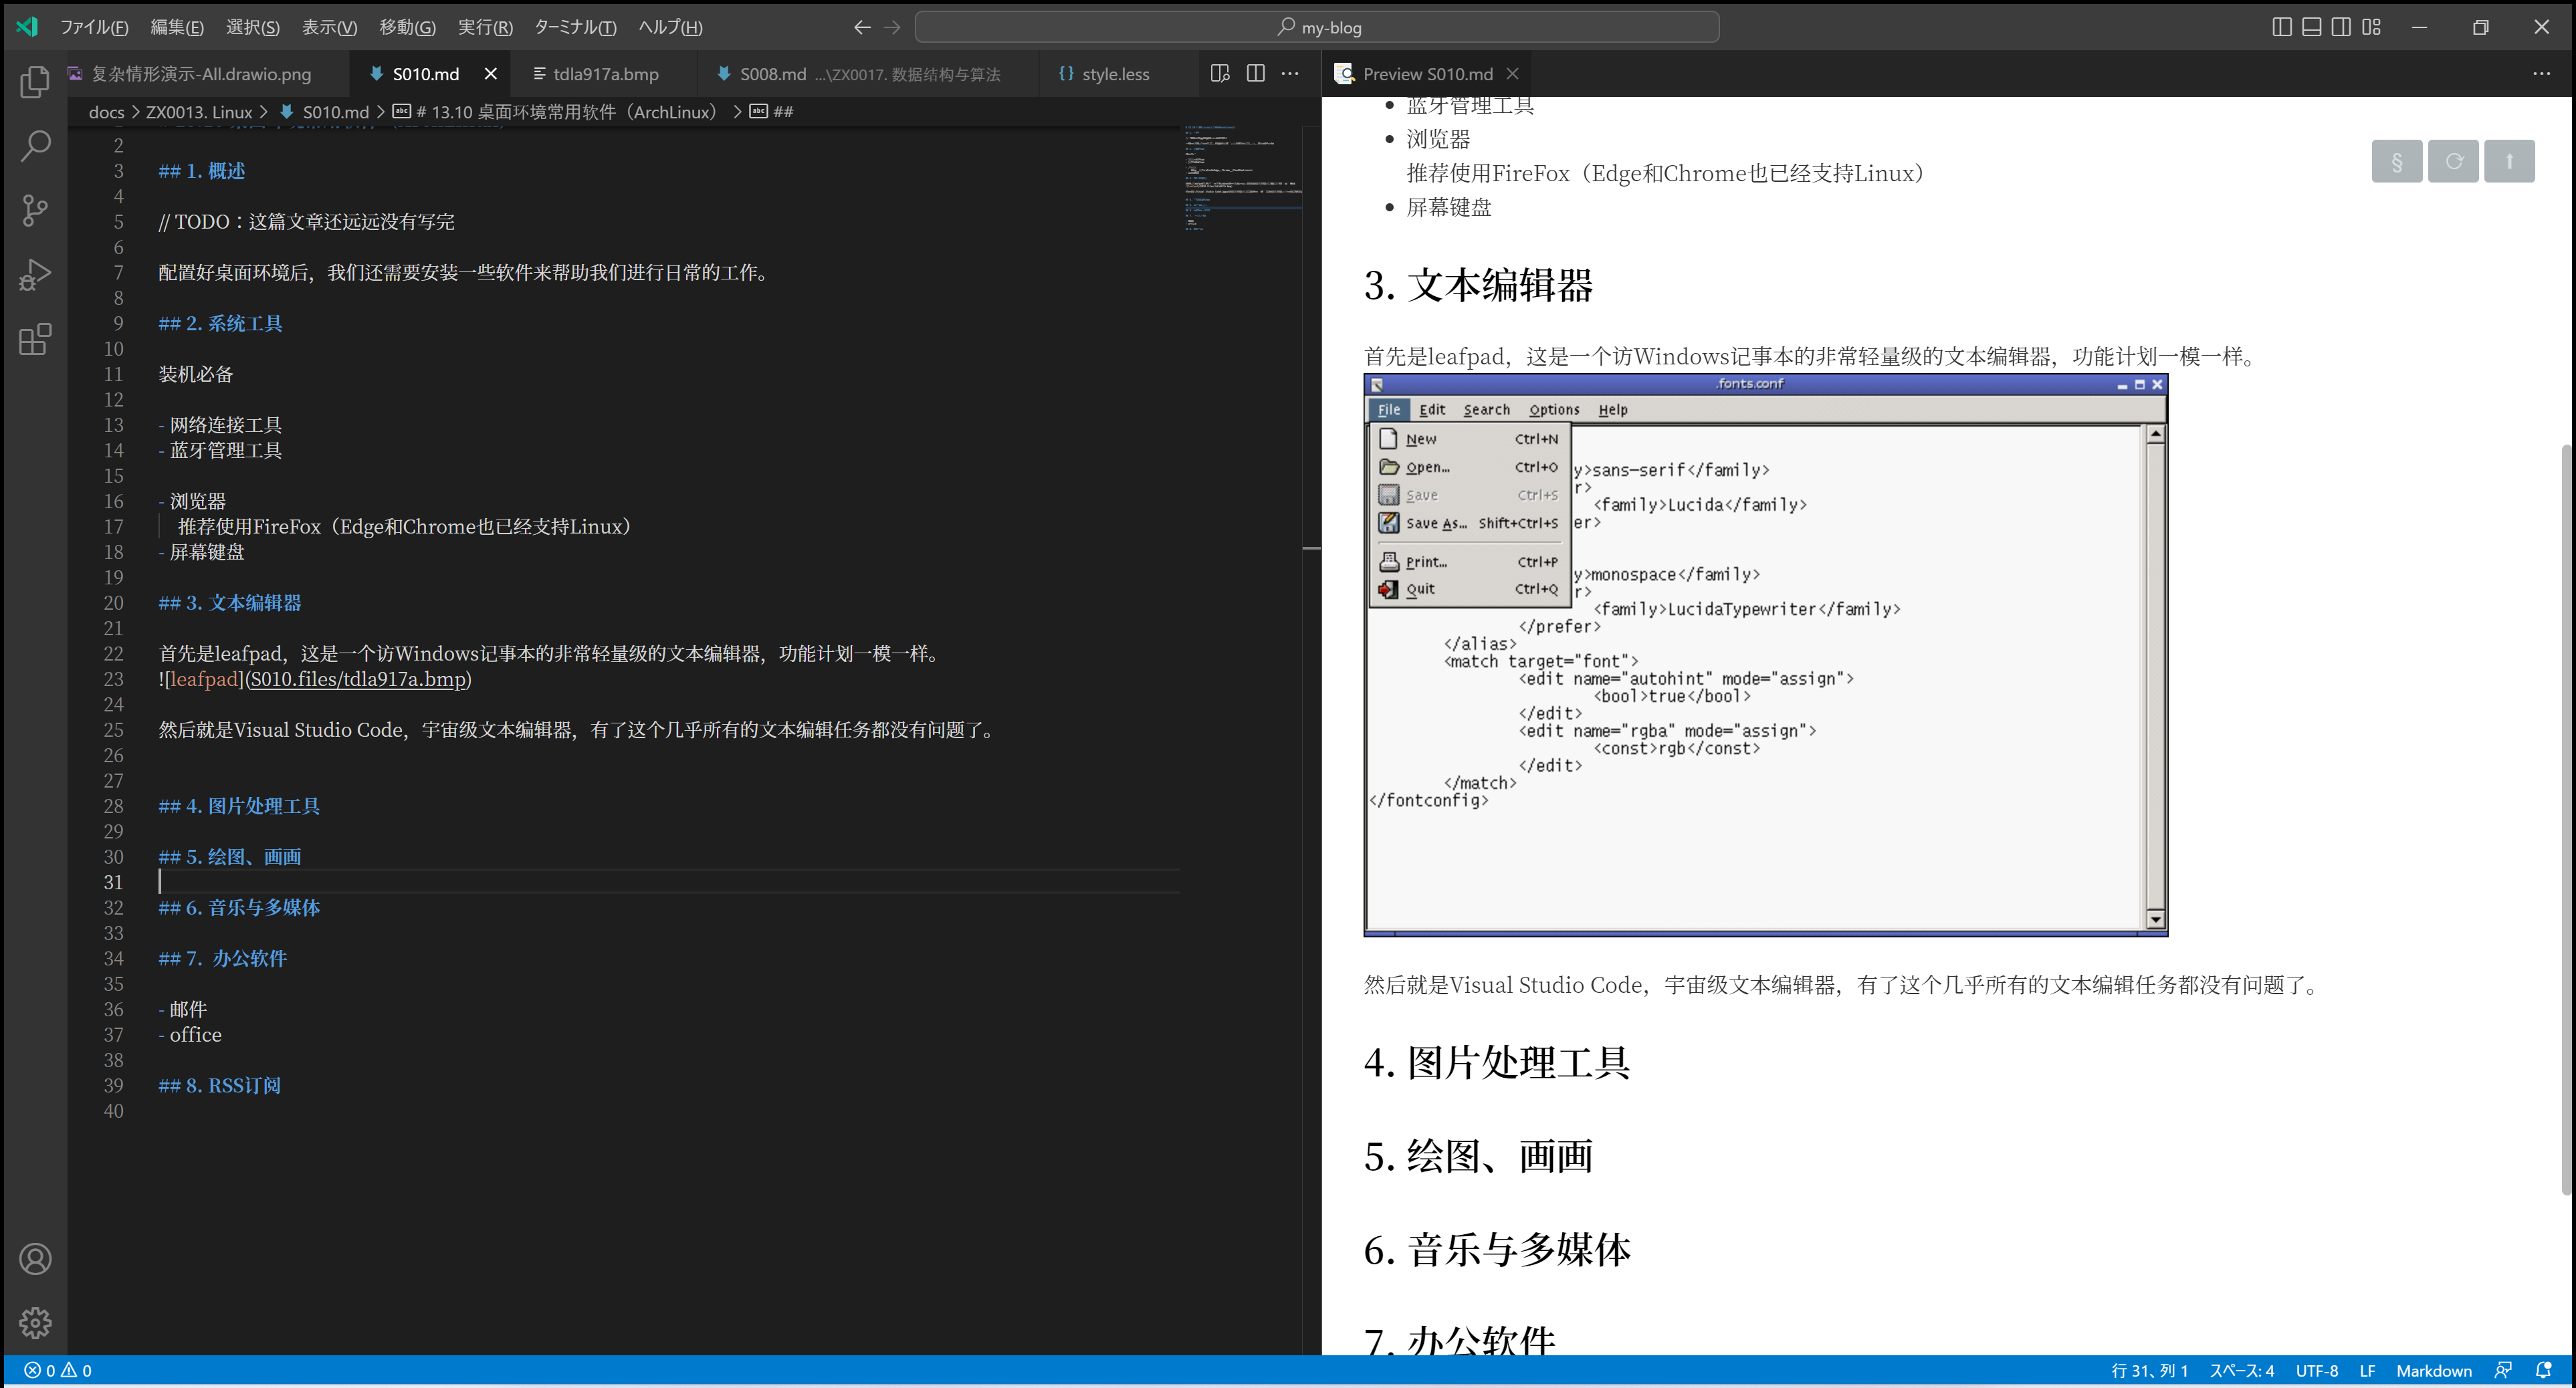 ファイル(F) 編集(E) 選択(S) 表示(V) 移動(G) 実行(R) ターミナル(T) ヘルプ(H)
my-blog
复杂情形演示-All.drawio.png
S010.md
tdla917a.bmp
S008.md ...\ZX0017. 数据结构与算法
style.less
docs > ZX0013. Linux > S010.md > # 13.10 桌面环境常用软件（ArchLinux） > ##
2
3 ## 1. 概述
4
5 // TODO：这篇文章还远远没有写完
6
7 配置好桌面环境后，我们还需要安装一些软件来帮助我们进行日常的工作。
8
9 ## 2. 系统工具
10
11 装机必备
12
13 - 网络连接工具
14 - 蓝牙管理工具
15
16 - 浏览器
17 推荐使用FireFox（Edge和Chrome也已经支持Linux）
18 - 屏幕键盘
19
20 ## 3. 文本编辑器
21
22 首先是leafpad，这是一个访Windows记事本的非常轻量级的文本编辑器，功能计划一模一样。
23 ![leafpad](S010.files/tdla917a.bmp)
24
25 然后就是Visual Studio Code，宇宙级文本编辑器，有了这个几乎所有的文本编辑任务都没有问题了。
26
27
28 ## 4. 图片处理工具
29
30 ## 5. 绘图、画画
31
32 ## 6. 音乐与多媒体
33
34 ## 7. 办公软件
35
36 - 邮件
37 - office
38
39 ## 8. RSS订阅
40
Preview S010.md
蓝牙管理工具
浏览器
推荐使用FireFox（Edge和Chrome也已经支持Linux）
屏幕键盘
§
3. 文本编辑器
首先是leafpad，这是一个访Windows记事本的非常轻量级的文本编辑器，功能计划一模一样。
.fonts.conf
File Edit Search Options Help
New Ctrl+N
Open... Ctrl+O
Save Ctrl+S
Save As... Shift+Ctrl+S
Print... Ctrl+P
Quit Ctrl+Q
y>sans-serif</family>
r>
<family>Lucida</family>
er>
y>monospace</family>
r>
<family>LucidaTypewriter</family>
</prefer>
</alias>
<match target="font">
<edit name="autohint" mode="assign">
<bool>true</bool>
</edit>
<edit name="rgba" mode="assign">
<const>rgb</const>
</edit>
</match>
</fontconfig>
然后就是Visual Studio Code，宇宙级文本编辑器，有了这个几乎所有的文本编辑任务都没有问题了。
4. 图片处理工具
5. 绘图、画画
6. 音乐与多媒体
7. 办公软件
0 0
行 31、列 1 スペース: 4 UTF-8 LF Markdown